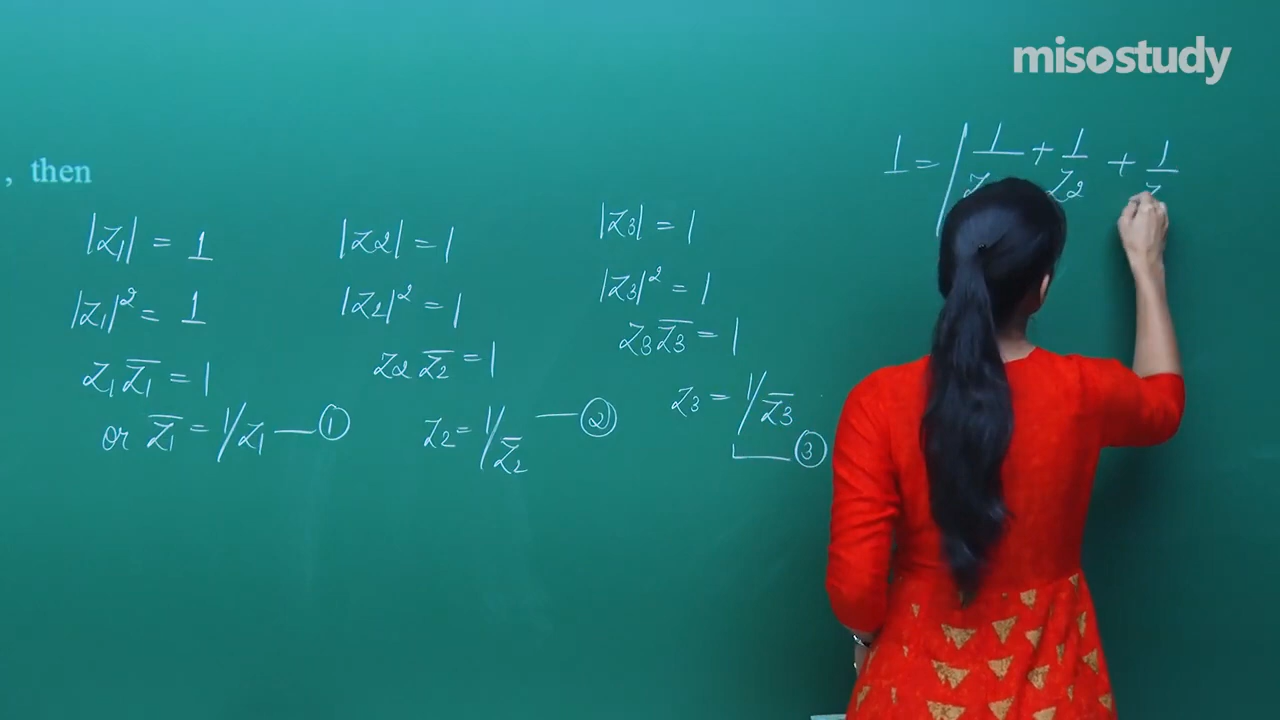 misostudy
, then
1 = | 1/z + 1/z2 + 1/z
|z1| = 1
|z1|² = 1
z1 z̅1 = 1
or z̅1 = 1/z1 — ①
|z2| = 1
|z2|² = 1
z2 z̅2 = 1
z2 = 1/z̅2 — ②
|z3| = 1
|z3|² = 1
z3 z̅3 = 1
z3 = 1/z̅3
③